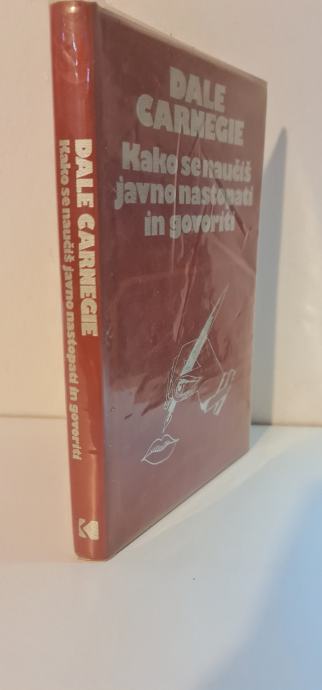 DALE
CARNEGIE
Kako se naučiš
javno nastopati
in govoriti
DALE CARNEGIE
Kako se naučiš javno nastopati in govoriti